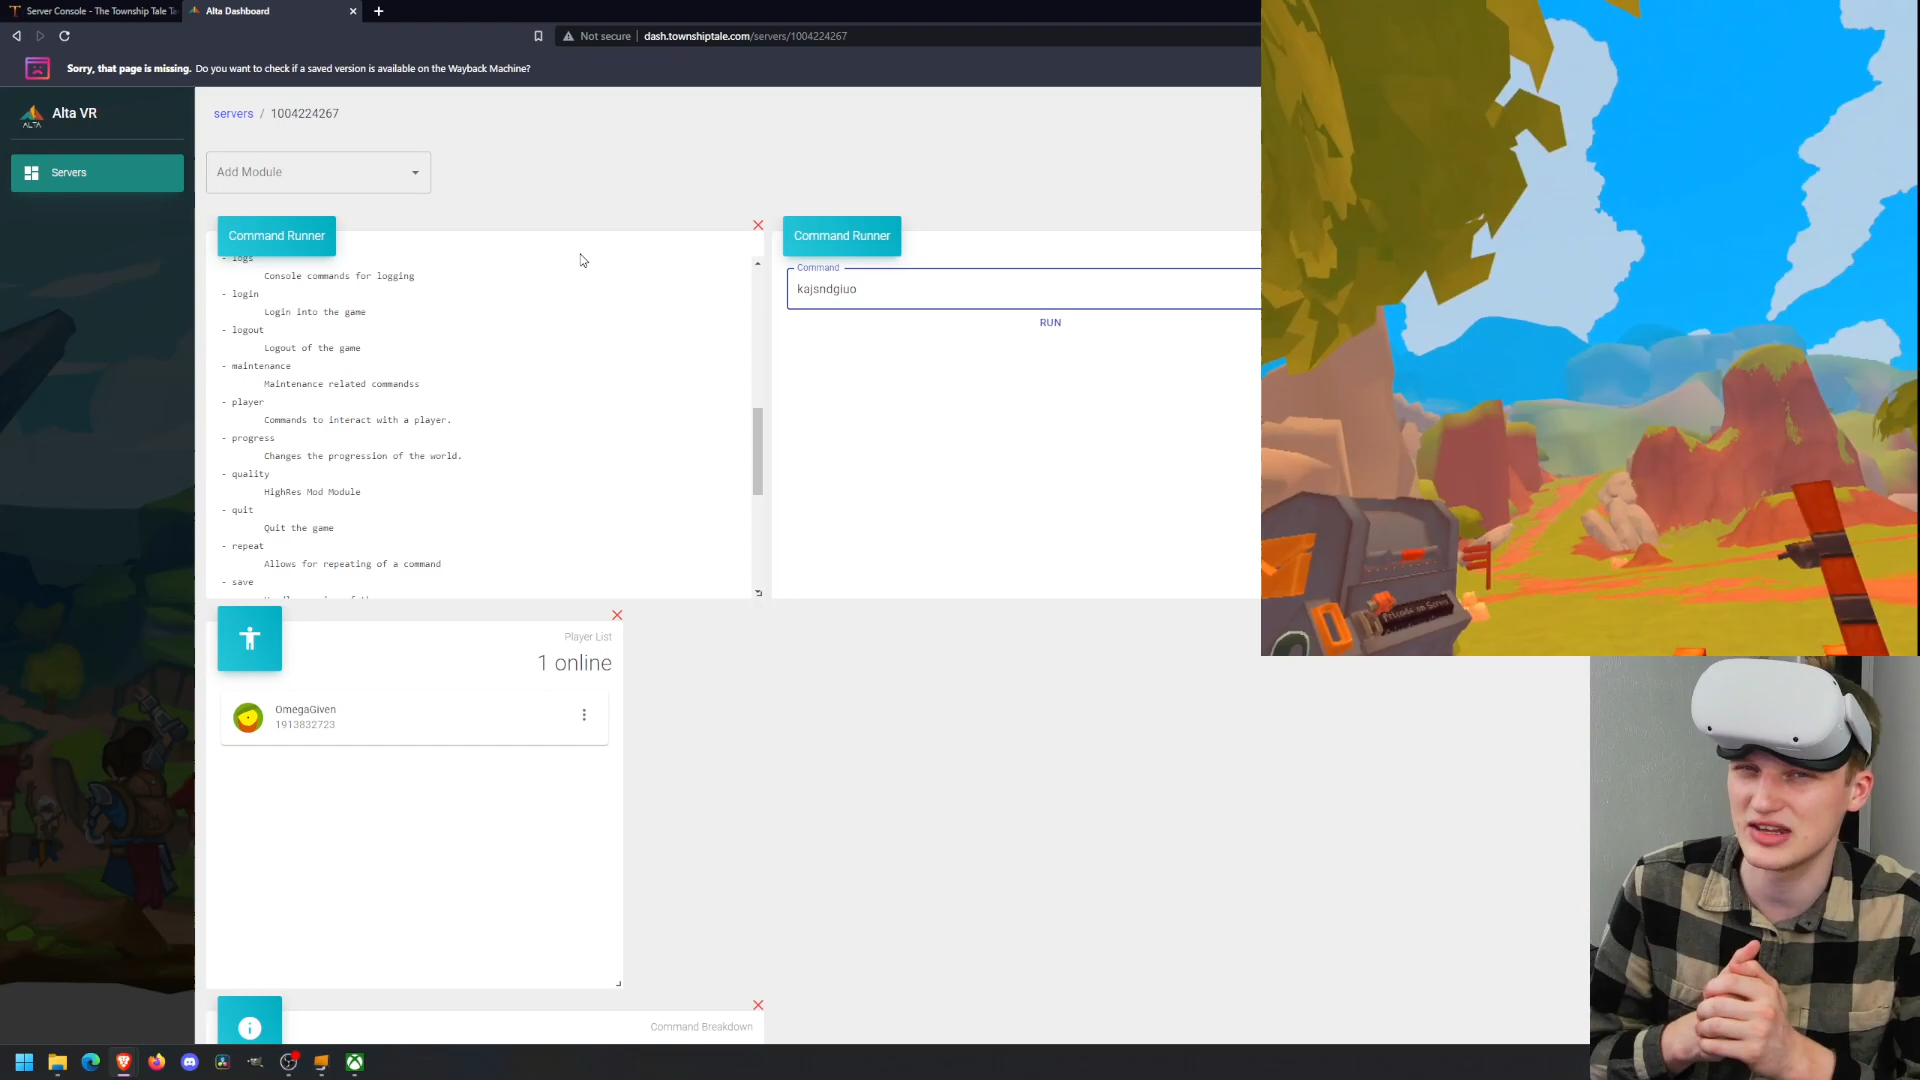 Server Console - The Township Tale
Alta Dashboard
Not secure
dash.townshiptale.com/servers/1004224267
Sorry, that page is missing. Do you want to check if a saved version is available on the Wayback Machine?
ALTA
Alta VR
Servers
servers / 1004224267
Add Module
Command Runner
- logs
Console commands for logging
- login
Login into the game
- logout
Logout of the game
- maintenance
Maintenance related commandss
- player
Commands to interact with a player.
- progress
Changes the progression of the world.
- quality
HighRes Mod Module
- quit
Quit the game
- repeat
Allows for repeating of a command
- save
Command Runner
Command
kajsndgiuo
RUN
Player List
1 online
OmegaGiven
1913832723
Command Breakdown